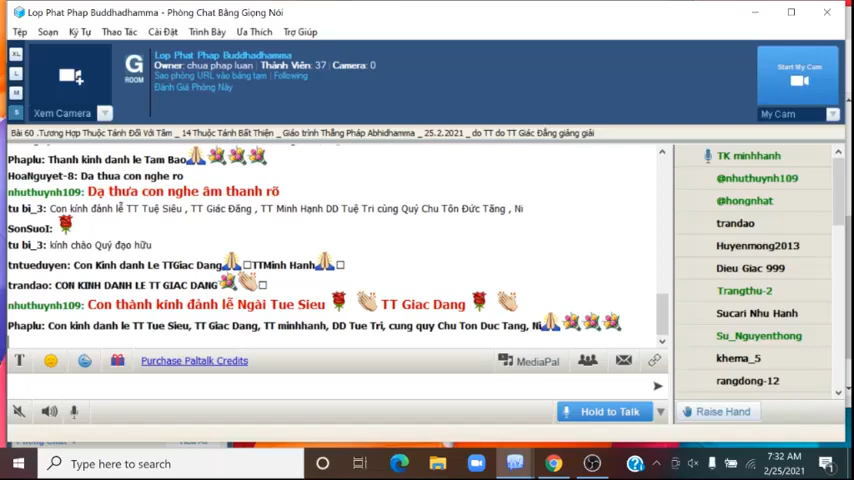 Lop Phat Phap Buddhadhamma - Phòng Chat Bằng Giọng Nói
Tệp Soạn Ký Tự Thao Tác Cài Đặt Trình Bày Ưa Thích Trợ Giúp
XL
L
M
S
Xem Camera
G
ROOM
Lop Phat Phap Buddhadhamma
Owner: chua phap luan | Thành Viên: 37 | Camera: 0
Sao phòng URL vào bảng tạm | Following
Đánh Giá Phòng Này
Start My Cam
My Cam
Bài 60 .Tương Hợp Thuộc Tánh Đối Với Tâm _ 14 Thuộc Tánh Bất Thiện _ Giáo trình Thắng Pháp Abhidhamma _ 25.2.2021 _ do TT do TT Giác Đẳng giảng giải
Phaplu: Thanh kinh danh le Tam Bao
HoaNguyet-8: Da thua con nghe ro
nhuthuynh109: Dạ thưa con nghe âm thanh rõ
tu bi_3: Con kính đảnh lễ TT Tuệ Siêu , TT Giác Đăng , TT Minh Hạnh DD Tuệ Tri cùng Quý Chu Tôn Đức Tăng , Ni
SonSuoI:
tu bi_3: kính chào Quý đạo hữu
tntueduyen: Con Kinh danh Le TTGiac Dang TTMinh Hanh
trandao: CON KINH DANH LE TT GIAC DANG
nhuthuynh109: Con thành kính đảnh lễ Ngài Tue Sieu TT Giac Dang
Phaplu: Con kinh danh le TT Tue Sieu, TT Giac Dang, TT minhhanh, DD Tue Tri, cung quy Chu Ton Duc Tang, Ni
TK minhhanh
@nhuthuynh109
@hongnhat
trandao
Huyenmong2013
Dieu Giac 999
Trangthu-2
Sucari Nhu Hanh
Su_Nguyenthong
khema_5
rangdong-12
T
Purchase Paltalk Credits
MediaPal
Hold to Talk
Raise Hand
Type here to search
7:32 AM
2/25/2021
1